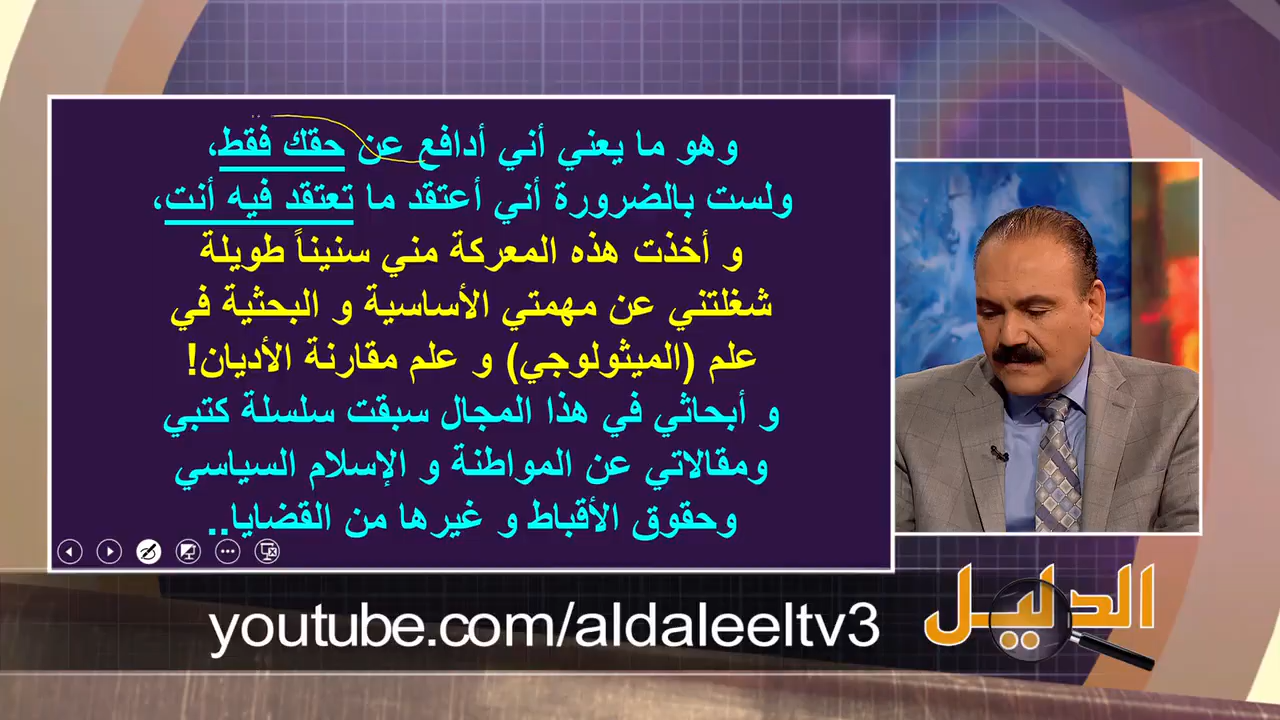 وهو ما يعني أني أدافع عن حقك فقط،
ولست بالضرورة أني أعتقد ما تعتقد فيه أنت،
و أخذت هذه المعركة مني سنيناً طويلة
شغلتني عن مهمتي الأساسية و البحثية في
علم (الميثولوجي) و علم مقارنة الأديان!
و أبحاثي في هذا المجال سبقت سلسلة كتبي
ومقالاتي عن المواطنة و الإسلام السياسي
وحقوق الأقباط و غيرها من القضايا..
الدليل
youtube.com/aldaleeltv3